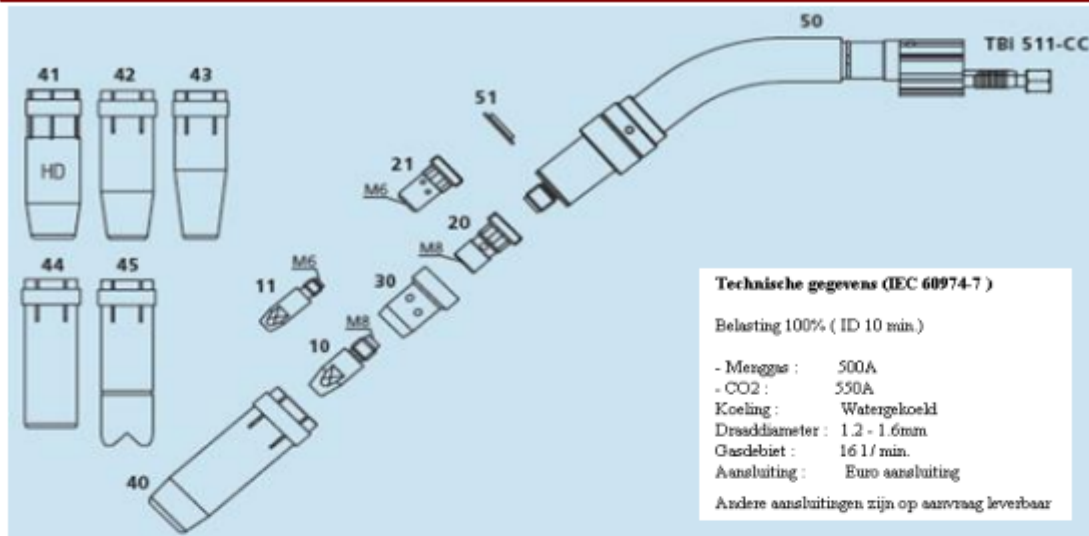 50
TBi 511-CC
41 42 43
51
HD
21
M6
20
M8
44 45
11
M6
30
10
M8
40
Technische gegevens (IEC 60974-7 )
Belasting 100% ( ID 10 min.)
- Menggas : 500A
- CO2 : 550A
Koeling : Watergekoeld
Draaddiameter : 1.2 - 1.6mm
Gasdebiet : 16 l / min.
Aansluiting : Euro aansluiting
Andere aansluitingen zijn op aanvraag leverbaar